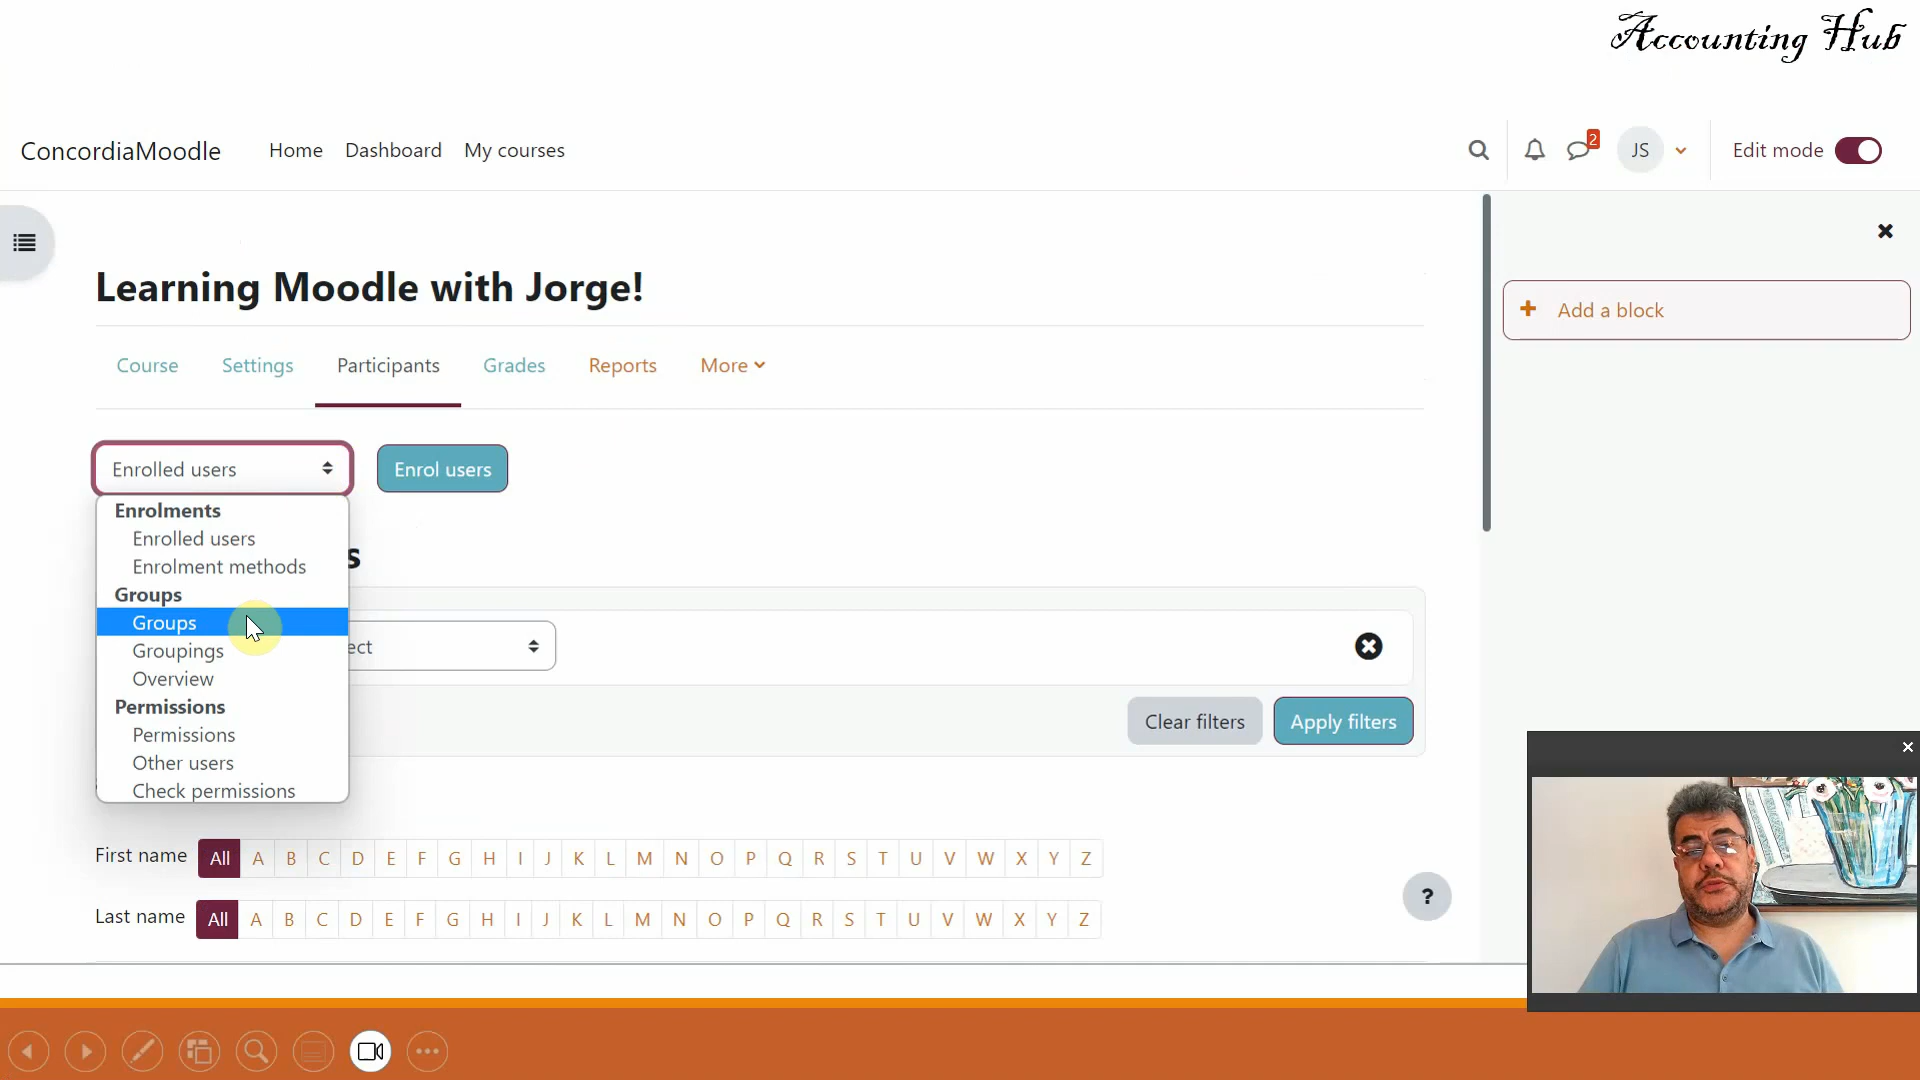 Accounting Hub
ConcordiaMoodle Home Dashboard My courses 2 JS Edit mode
Learning Moodle with Jorge!
Add a block
Course Settings Participants Grades Reports More
Enrolled users Enrol users
Enrolments
Enrolled users
Enrolment methods
s
Groups
Groups
ect
Groupings
Overview
Permissions
Clear filters Apply filters
Permissions
Other users
Check permissions
First name All A B C D E F G H I J K L M N O P Q R S T U V W X Y Z
?
Last name All A B C D E F G H I J K L M N O P Q R S T U V W X Y Z